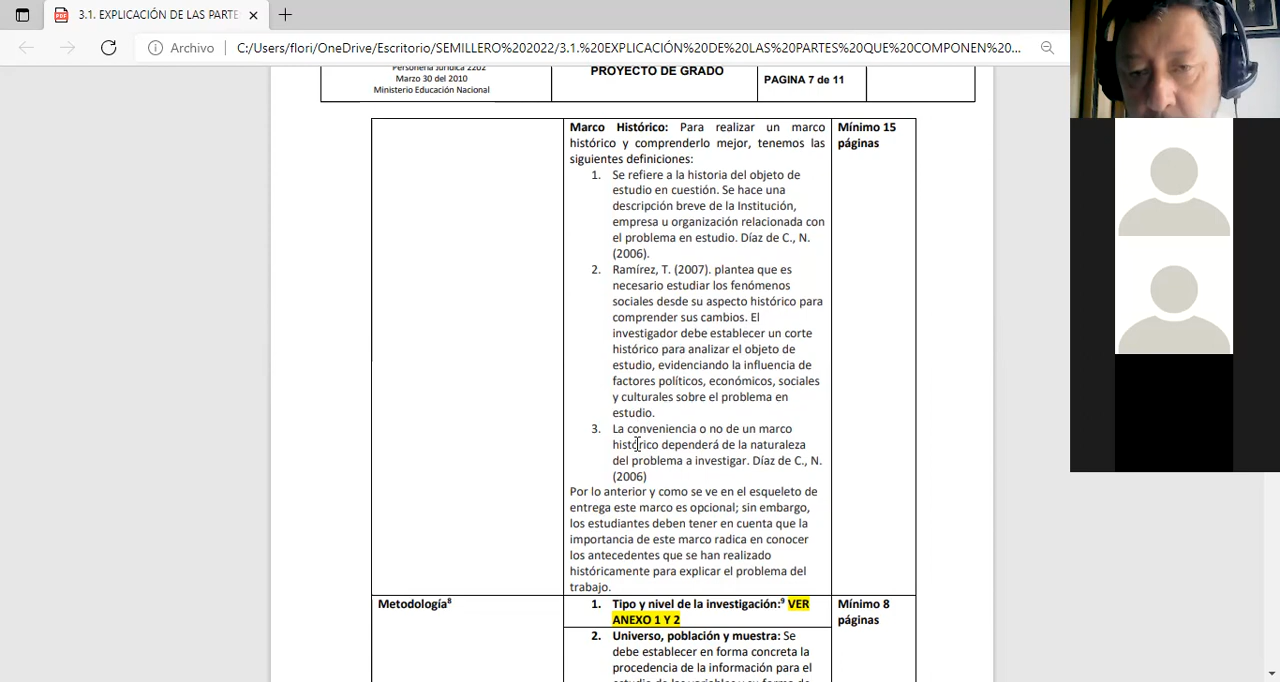 3.1. EXPLICACIÓN DE LAS PARTE
Archivo
C:/Users/flori/OneDrive/Escritorio/SEMILLERO%202022/3.1.%20EXPLICACIÓN%20DE%20LAS%20PARTES%20QUE%20COMPONEN%20...
Personería Jurídica 2202
Marzo 30 del 2010
Ministerio Educación Nacional
PROYECTO DE GRADO
PAGINA 7 de 11
Marco Histórico: Para realizar un marco
histórico y comprenderlo mejor, tenemos las
siguientes definiciones:
1. Se refiere a la historia del objeto de
estudio en cuestión. Se hace una
descripción breve de la Institución,
empresa u organización relacionada con
el problema en estudio. Díaz de C., N.
(2006).
2. Ramírez, T. (2007). plantea que es
necesario estudiar los fenómenos
sociales desde su aspecto histórico para
comprender sus cambios. El
investigador debe establecer un corte
histórico para analizar el objeto de
estudio, evidenciando la influencia de
factores políticos, económicos, sociales
y culturales sobre el problema en
estudio.
3. La conveniencia o no de un marco
histórico dependerá de la naturaleza
del problema a investigar. Díaz de C., N.
(2006)
Por lo anterior y como se ve en el esqueleto de
entrega este marco es opcional; sin embargo,
los estudiantes deben tener en cuenta que la
importancia de este marco radica en conocer
los antecedentes que se han realizado
históricamente para explicar el problema del
trabajo.
Mínimo 15
páginas
Metodología⁸
1. Tipo y nivel de la investigación:⁹ VER
ANEXO 1 Y 2
2. Universo, población y muestra: Se
debe establecer en forma concreta la
procedencia de la información para el
Mínimo 8
páginas